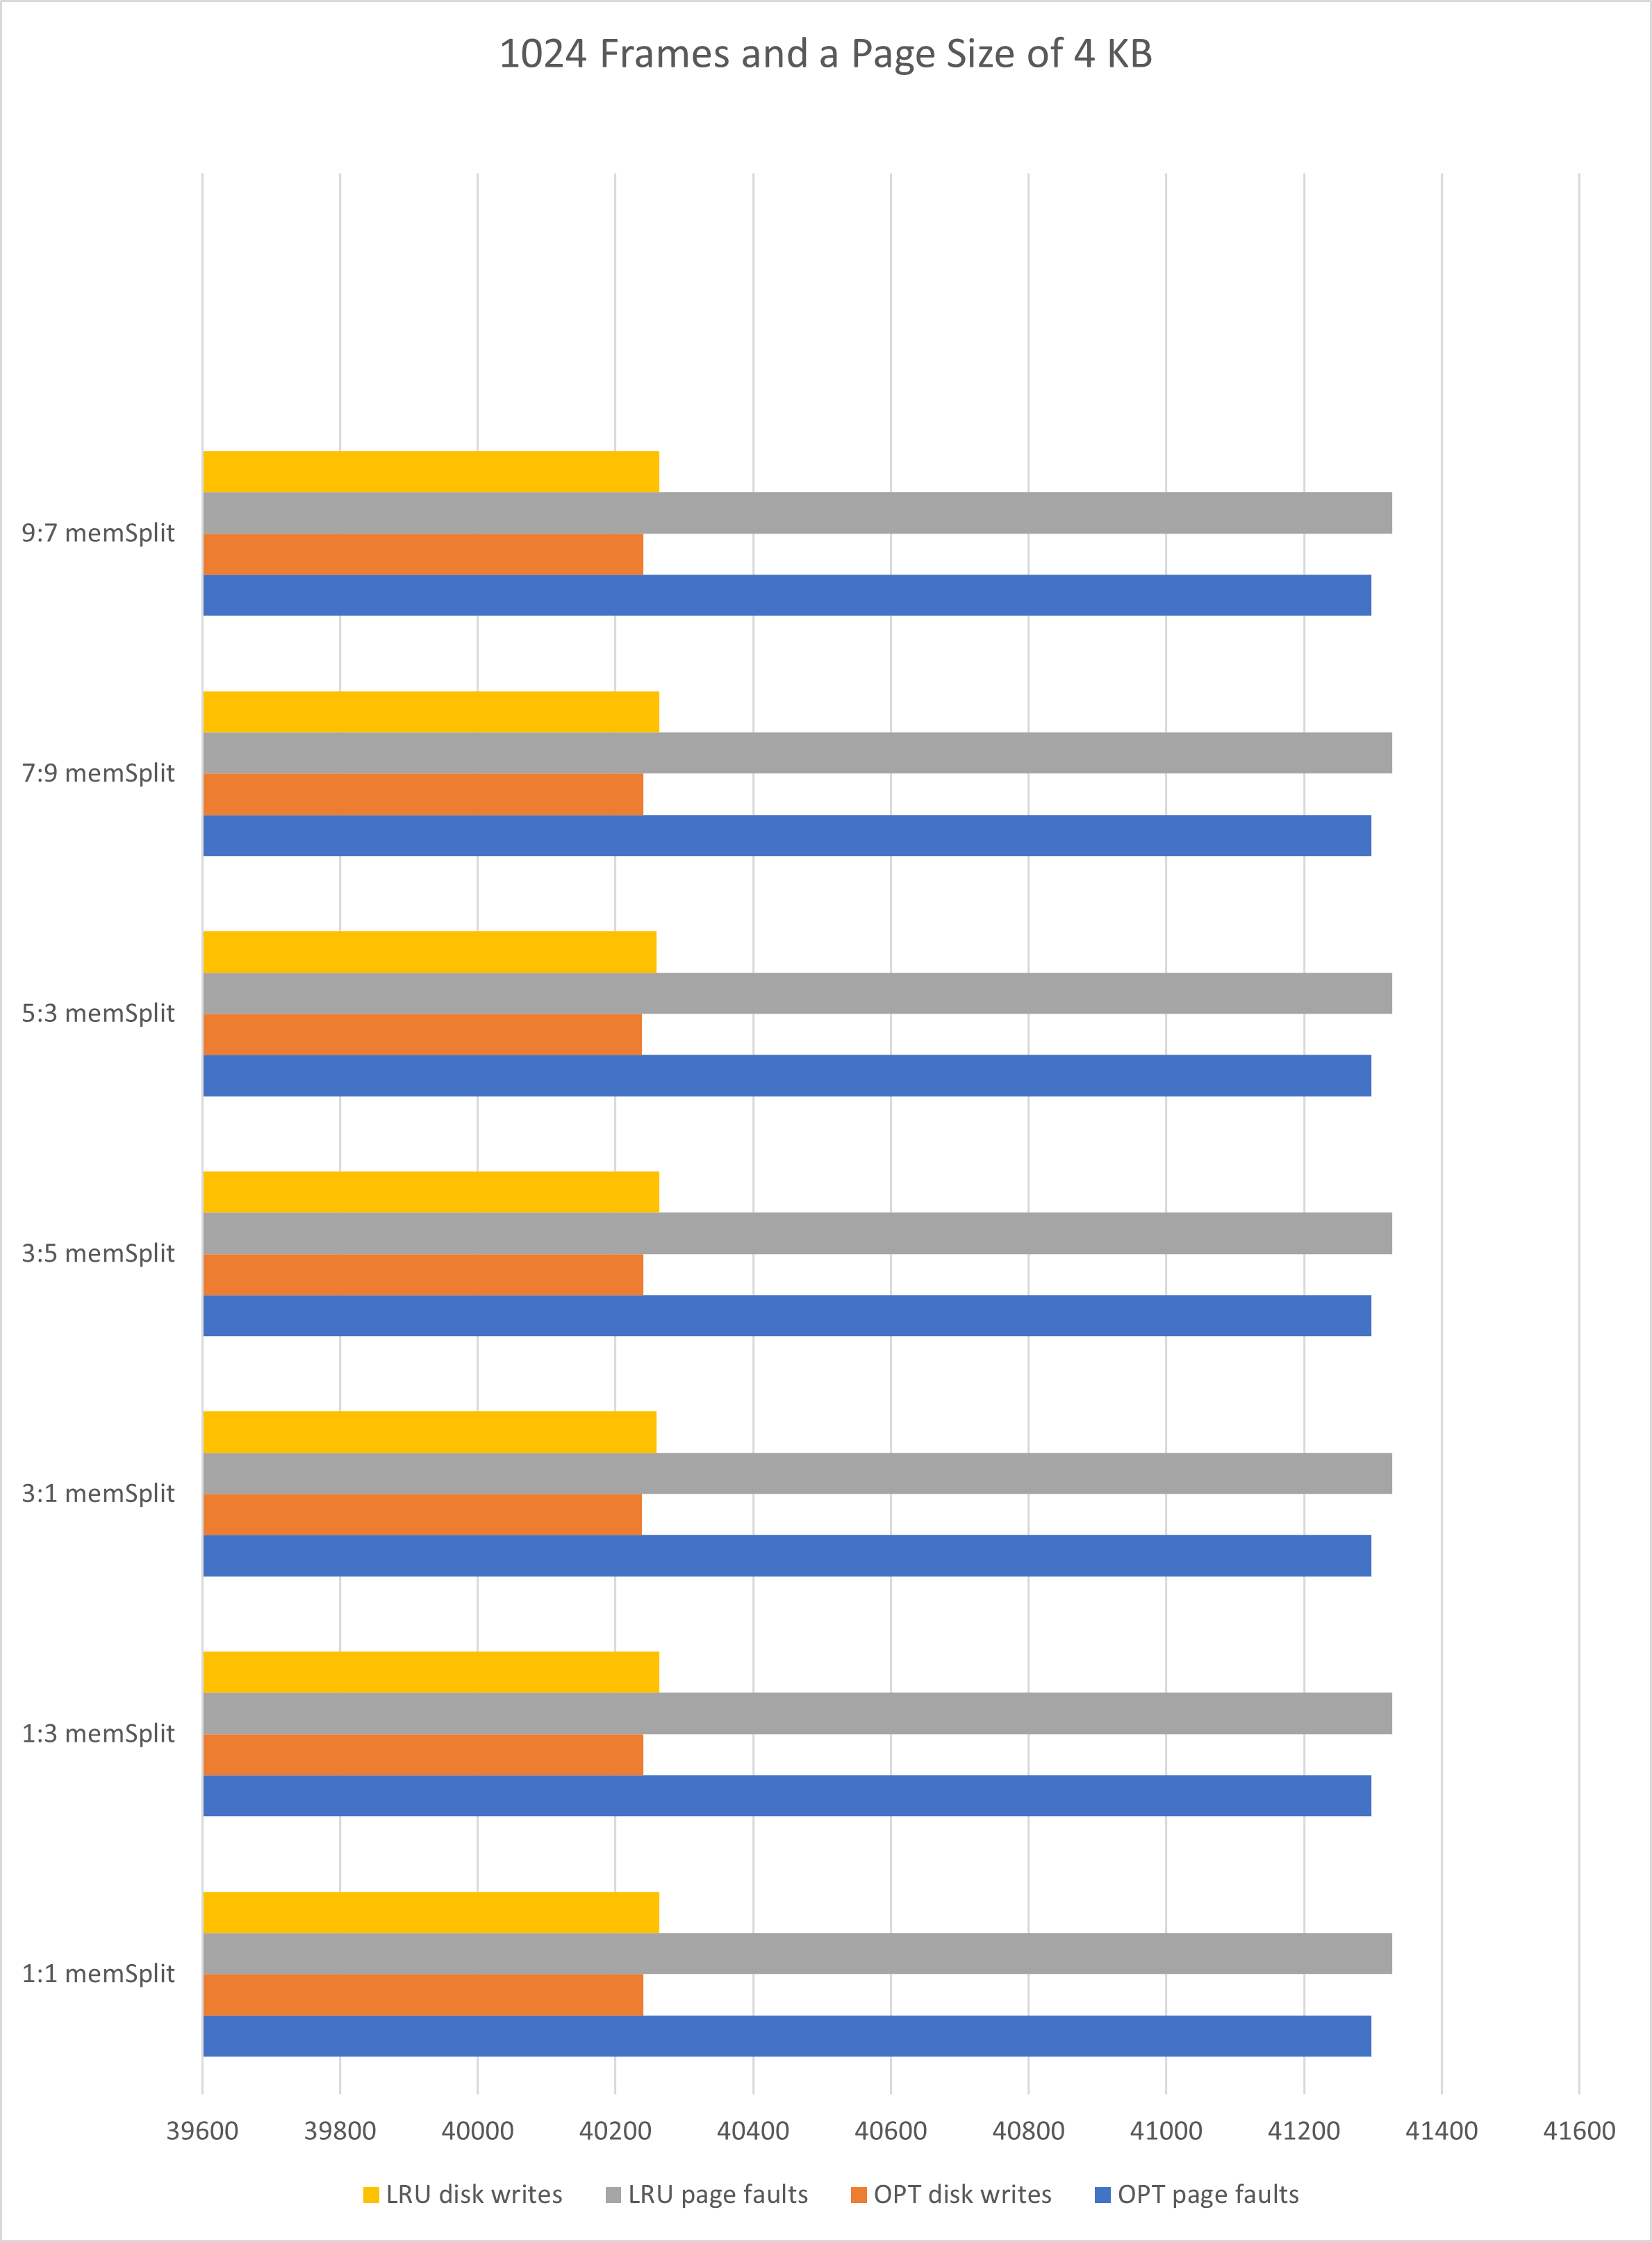 1024 Frames and a Page Size of 4 KB
9:7 memSplit
7:9 memSplit
5:3 memSplit
3:5 memSplit
3:1 memSplit
1:3 memSplit
1:1 memSplit
39600 39800 40000 40200 40400 40600 40800 41000 41200 41400 41600
LRU disk writes LRU page faults OPT disk writes OPT page faults